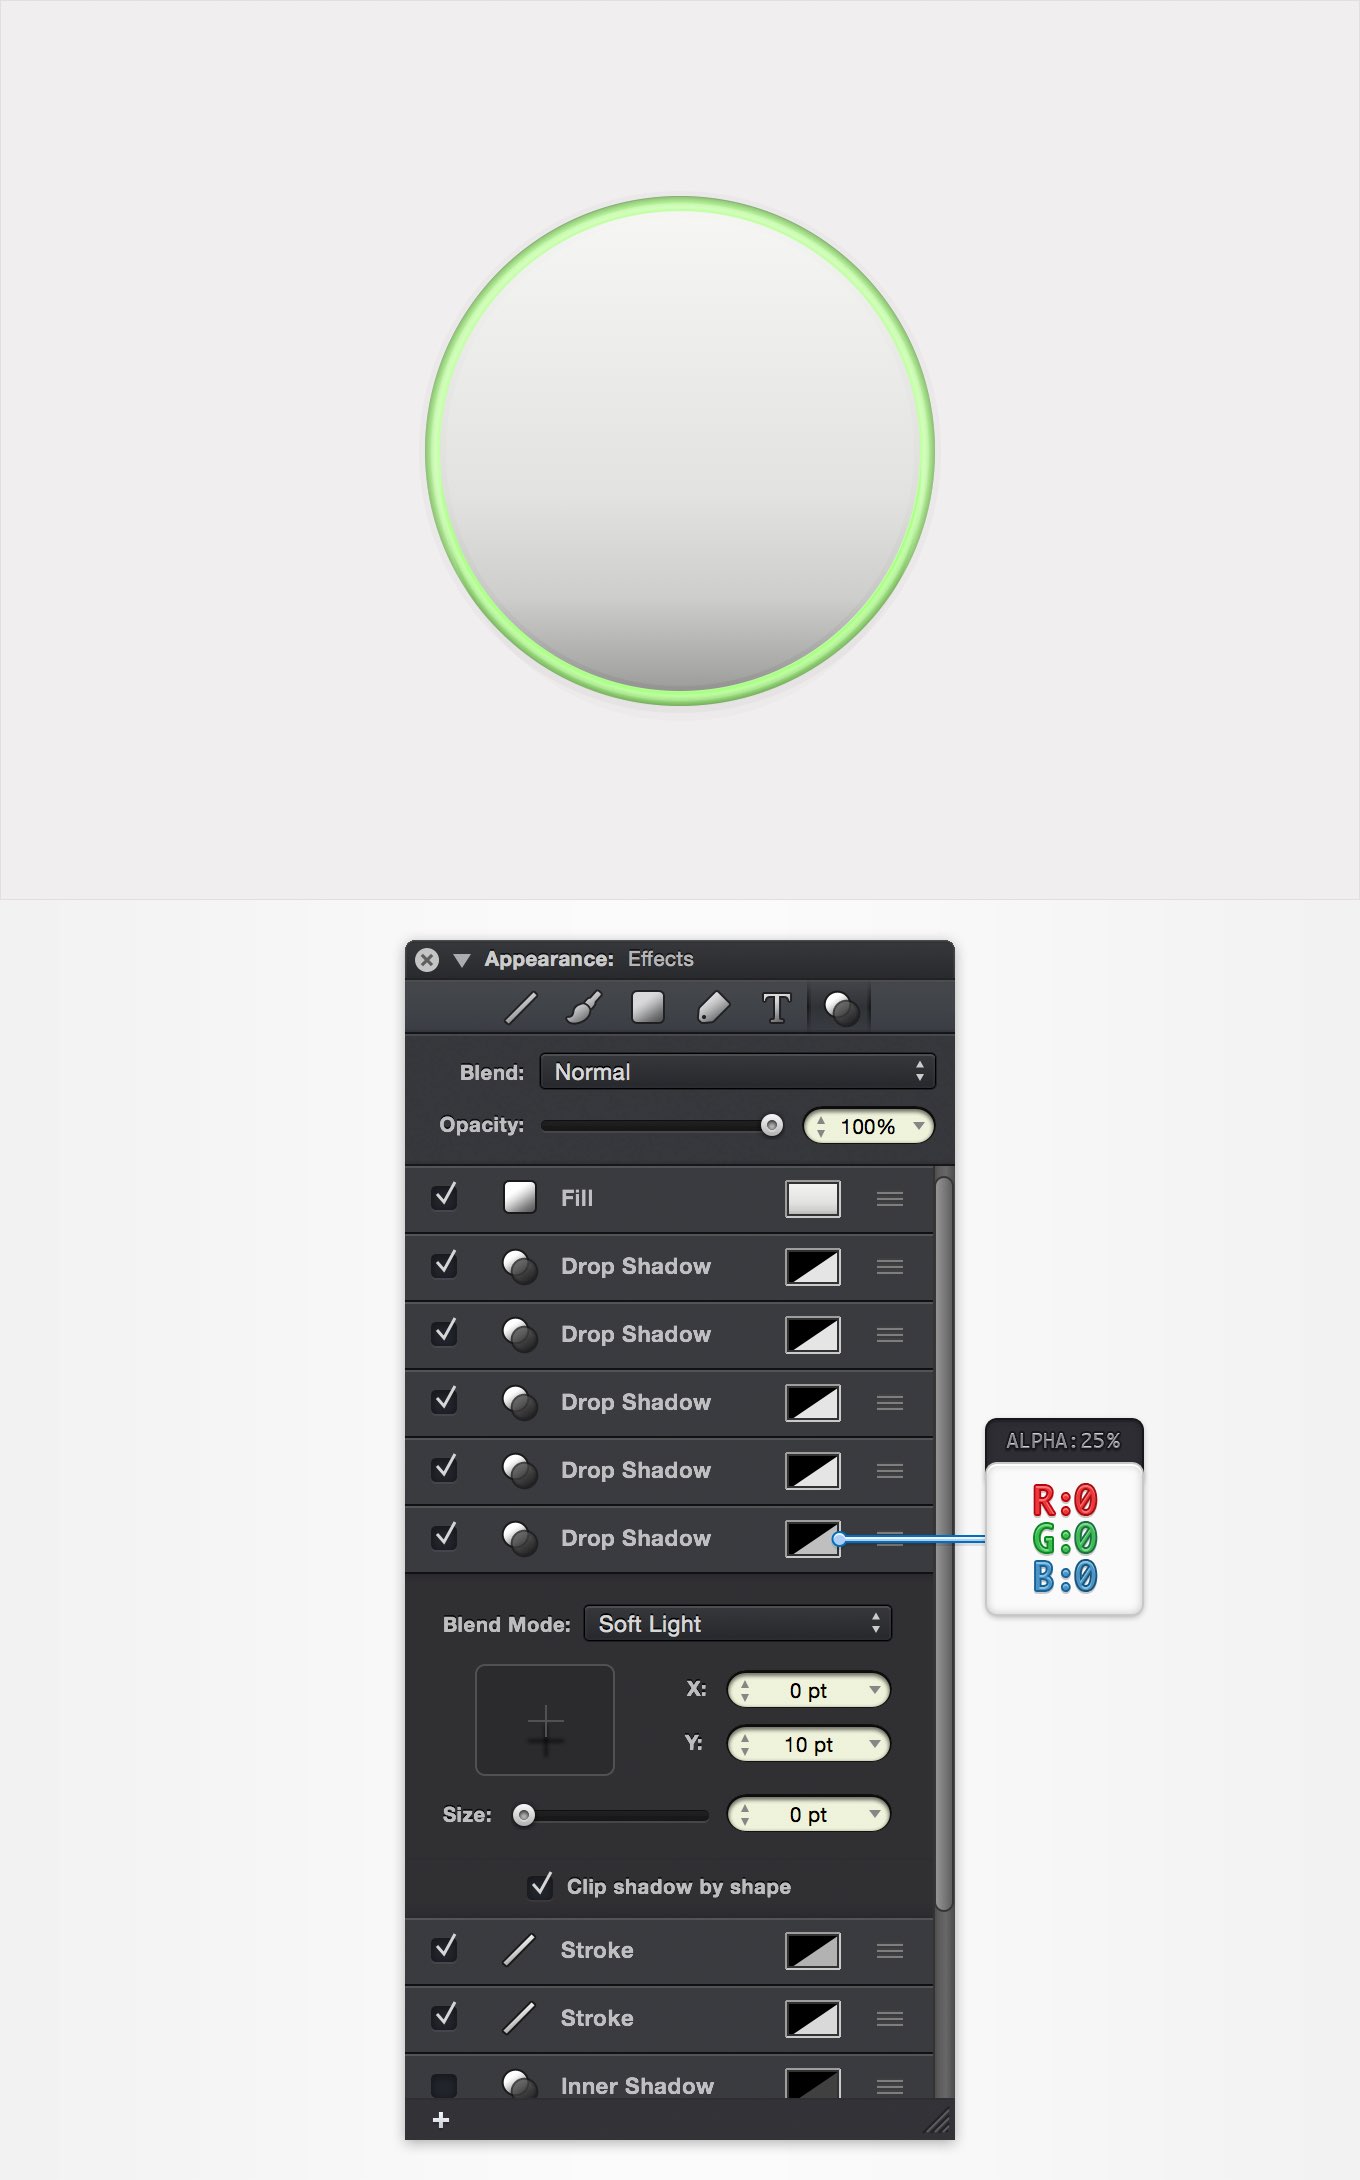 Appearance: Effects
T
Blend: Normal
Opacity: 100%
Fill
Drop Shadow
Drop Shadow
Drop Shadow
Drop Shadow
Drop Shadow
ALPHA:25%
R:0
G:0
B:0
Blend Mode: Soft Light
X: 0 pt
Y: 10 pt
Size: 0 pt
Clip shadow by shape
Stroke
Stroke
Inner Shadow
+